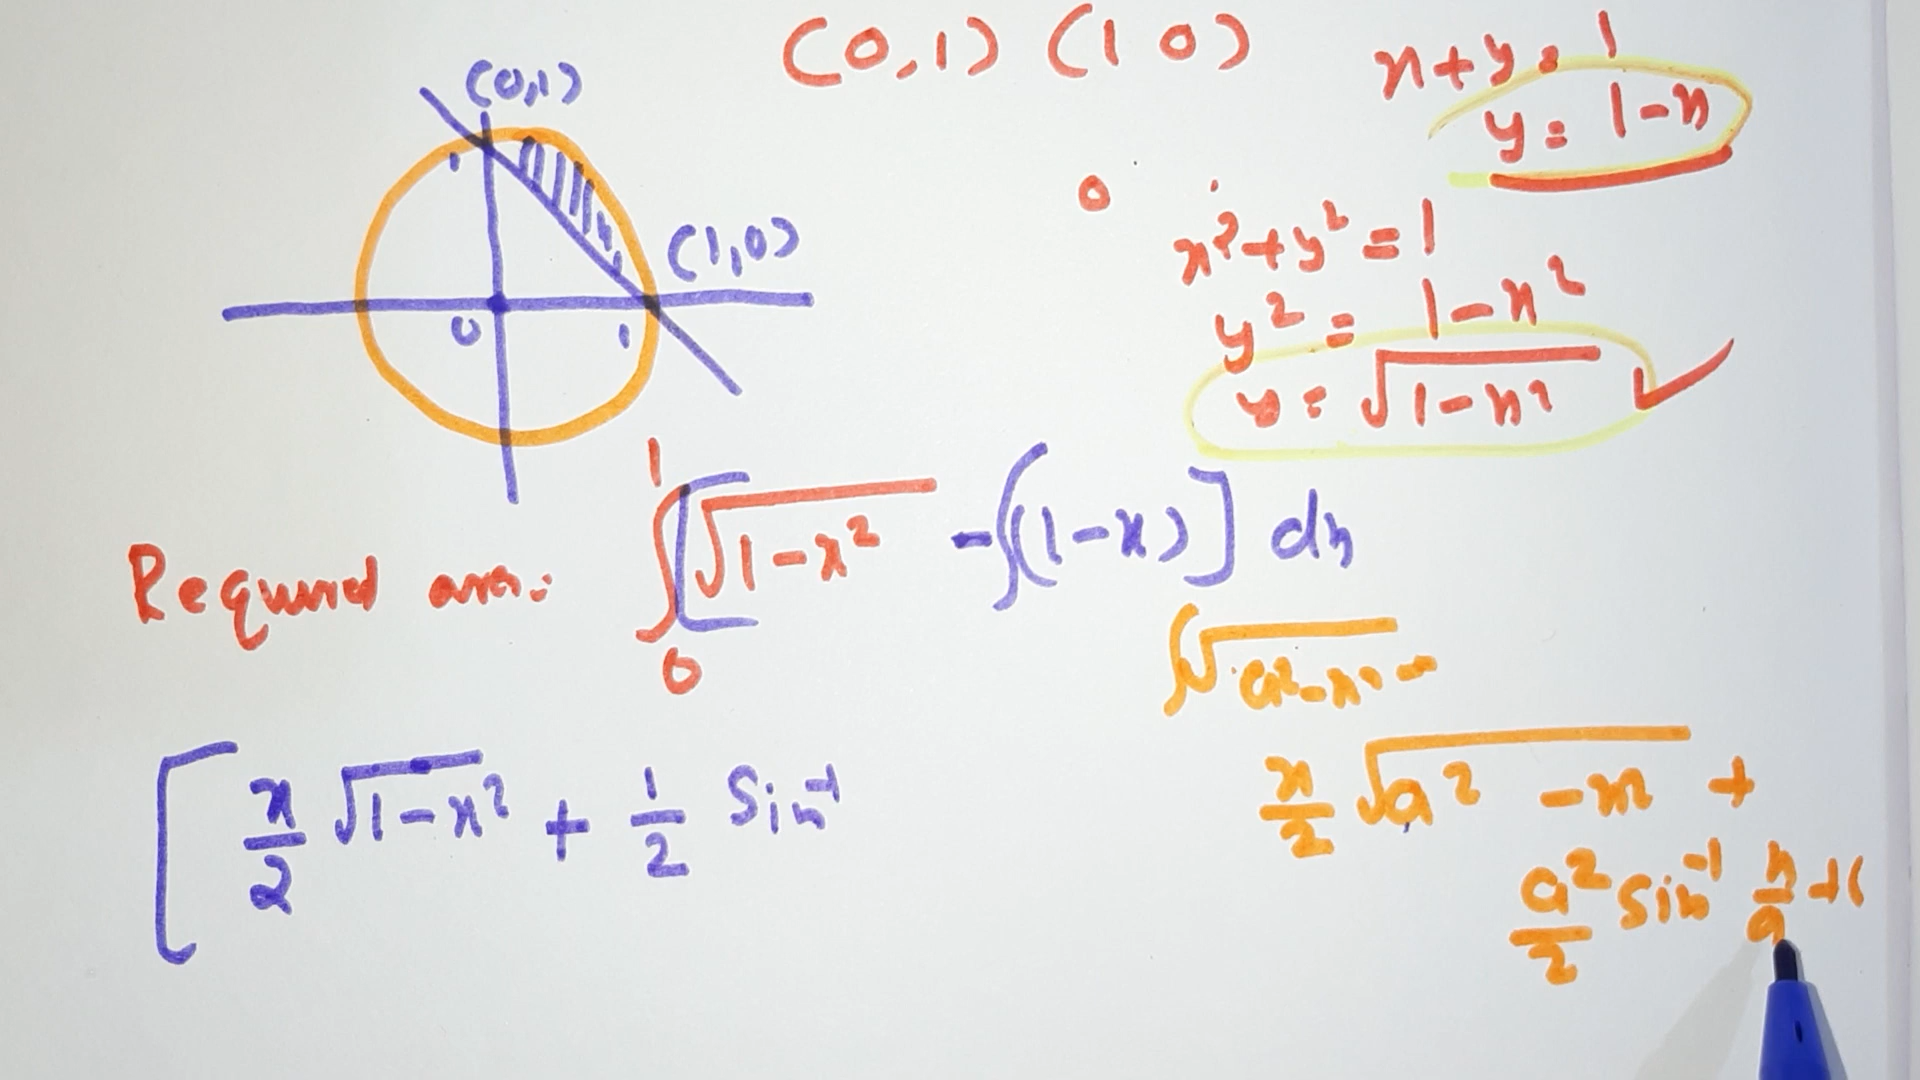 (0,1) (1 0)
x+y = 1
y = 1-x
(0,1)
1
(1,0)
0
1
0
x²+y² = 1
y² = 1-x²
y = √1-x²
Required area: ∫₀¹ [√1-x² - ∫(1-x)] dx
∫√a²-x²
x/2 √a² - x² +
a²/2 Sin⁻¹ x/a + c
[ x/2 √1-x² + 1/2 Sin⁻¹